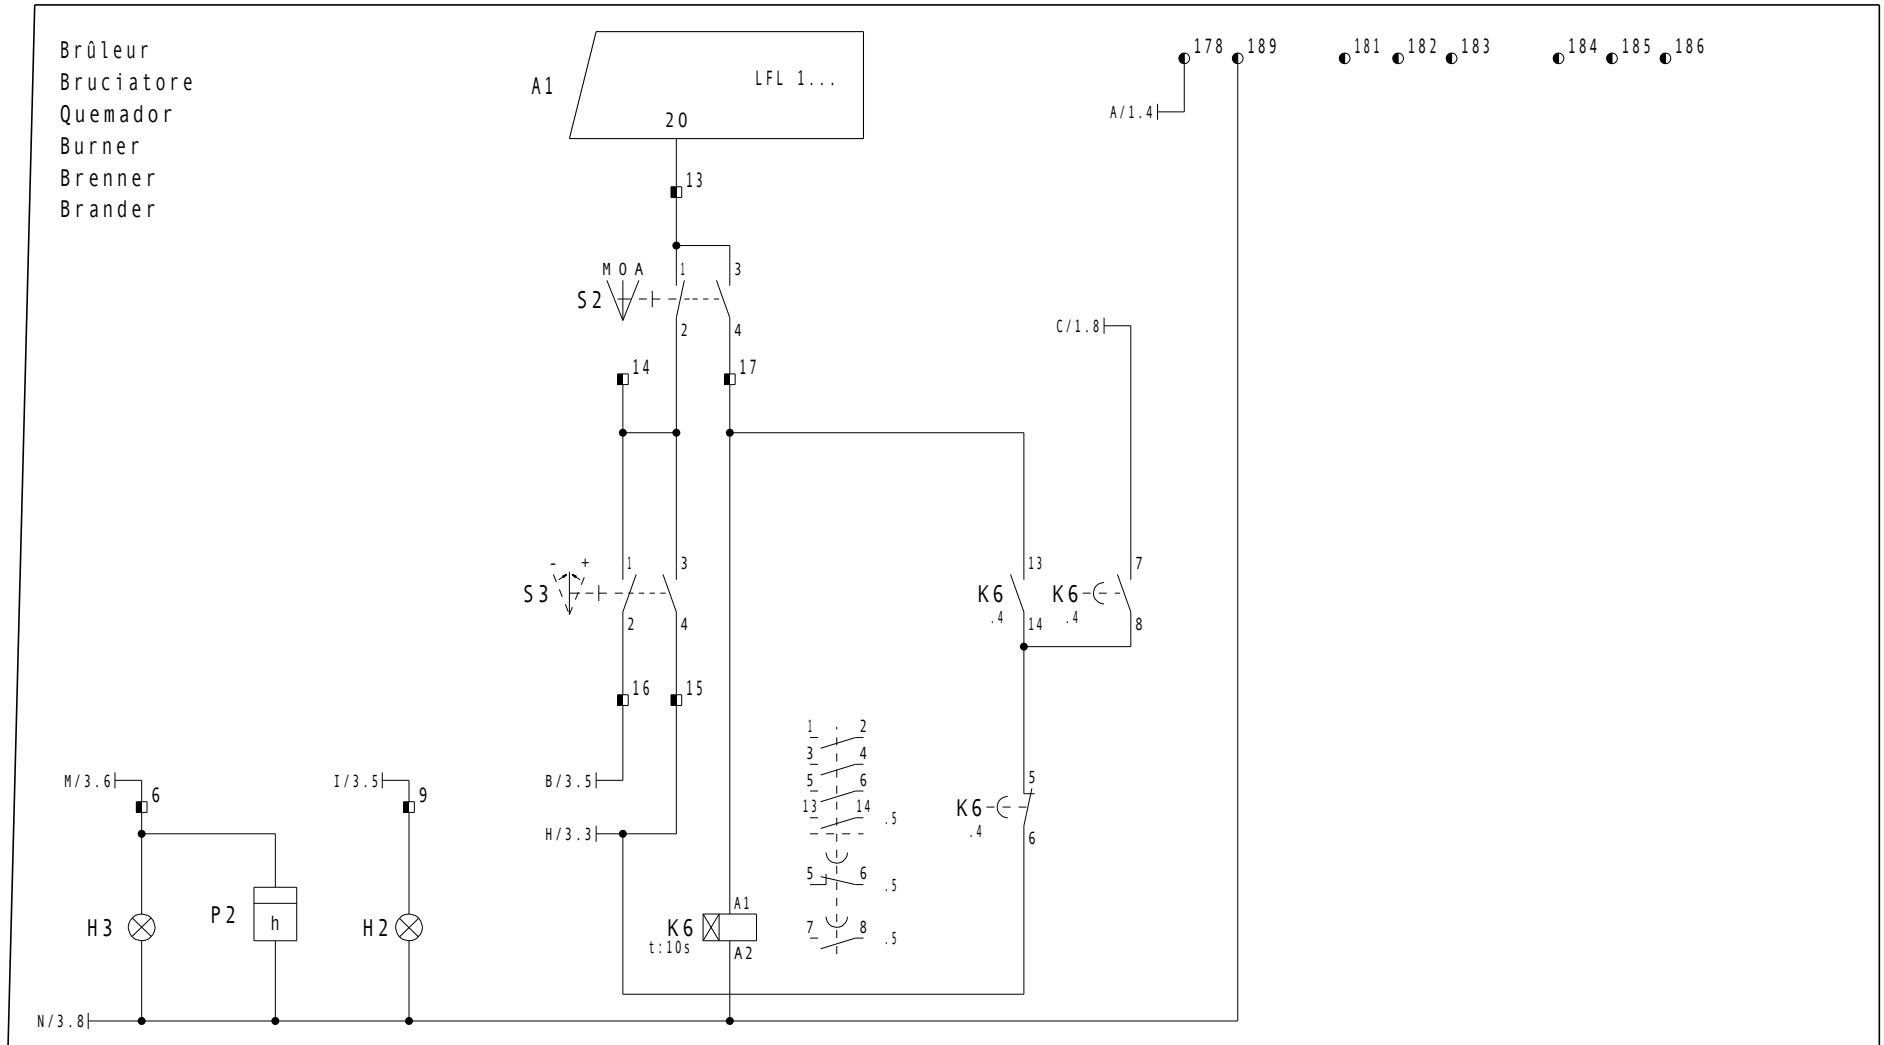 Brûleur
Bruciatore
Quemador
Burner
Brenner
Brander
A1
LFL 1...
20
178
189
181
182
183
184
185
186
A/1.4
13
M O A
1
3
S2
2
4
C/1.8
14
17
- +
1
3
S3
2
4
13
K6
.4
14
7
K6
.4
8
16
15
1 2
3 4
5 6
13 14 .5
5 6 .5
7 8 .5
5
K6
.4
6
M/3.6
6
I/3.5
9
B/3.5
H/3.3
H3
P2
h
H2
A1
K6
t:10s
A2
N/3.8